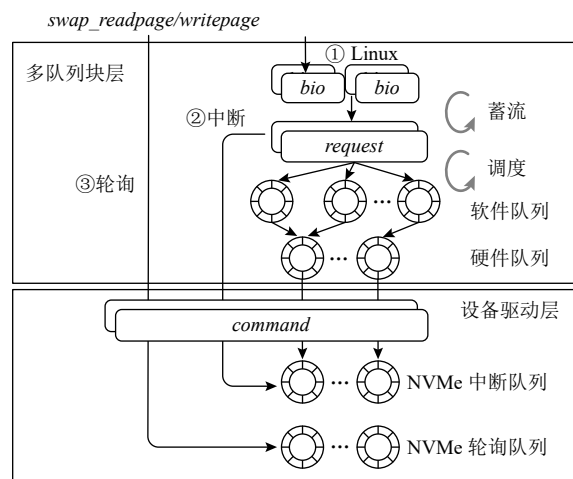 swap_readpage/writepage
① Linux
多队列块层
bio
bio
蓄流
②中断
request
调度
③轮询
…
软件队列
…
硬件队列
设备驱动层
command
…
NVMe 中断队列
…
NVMe 轮询队列